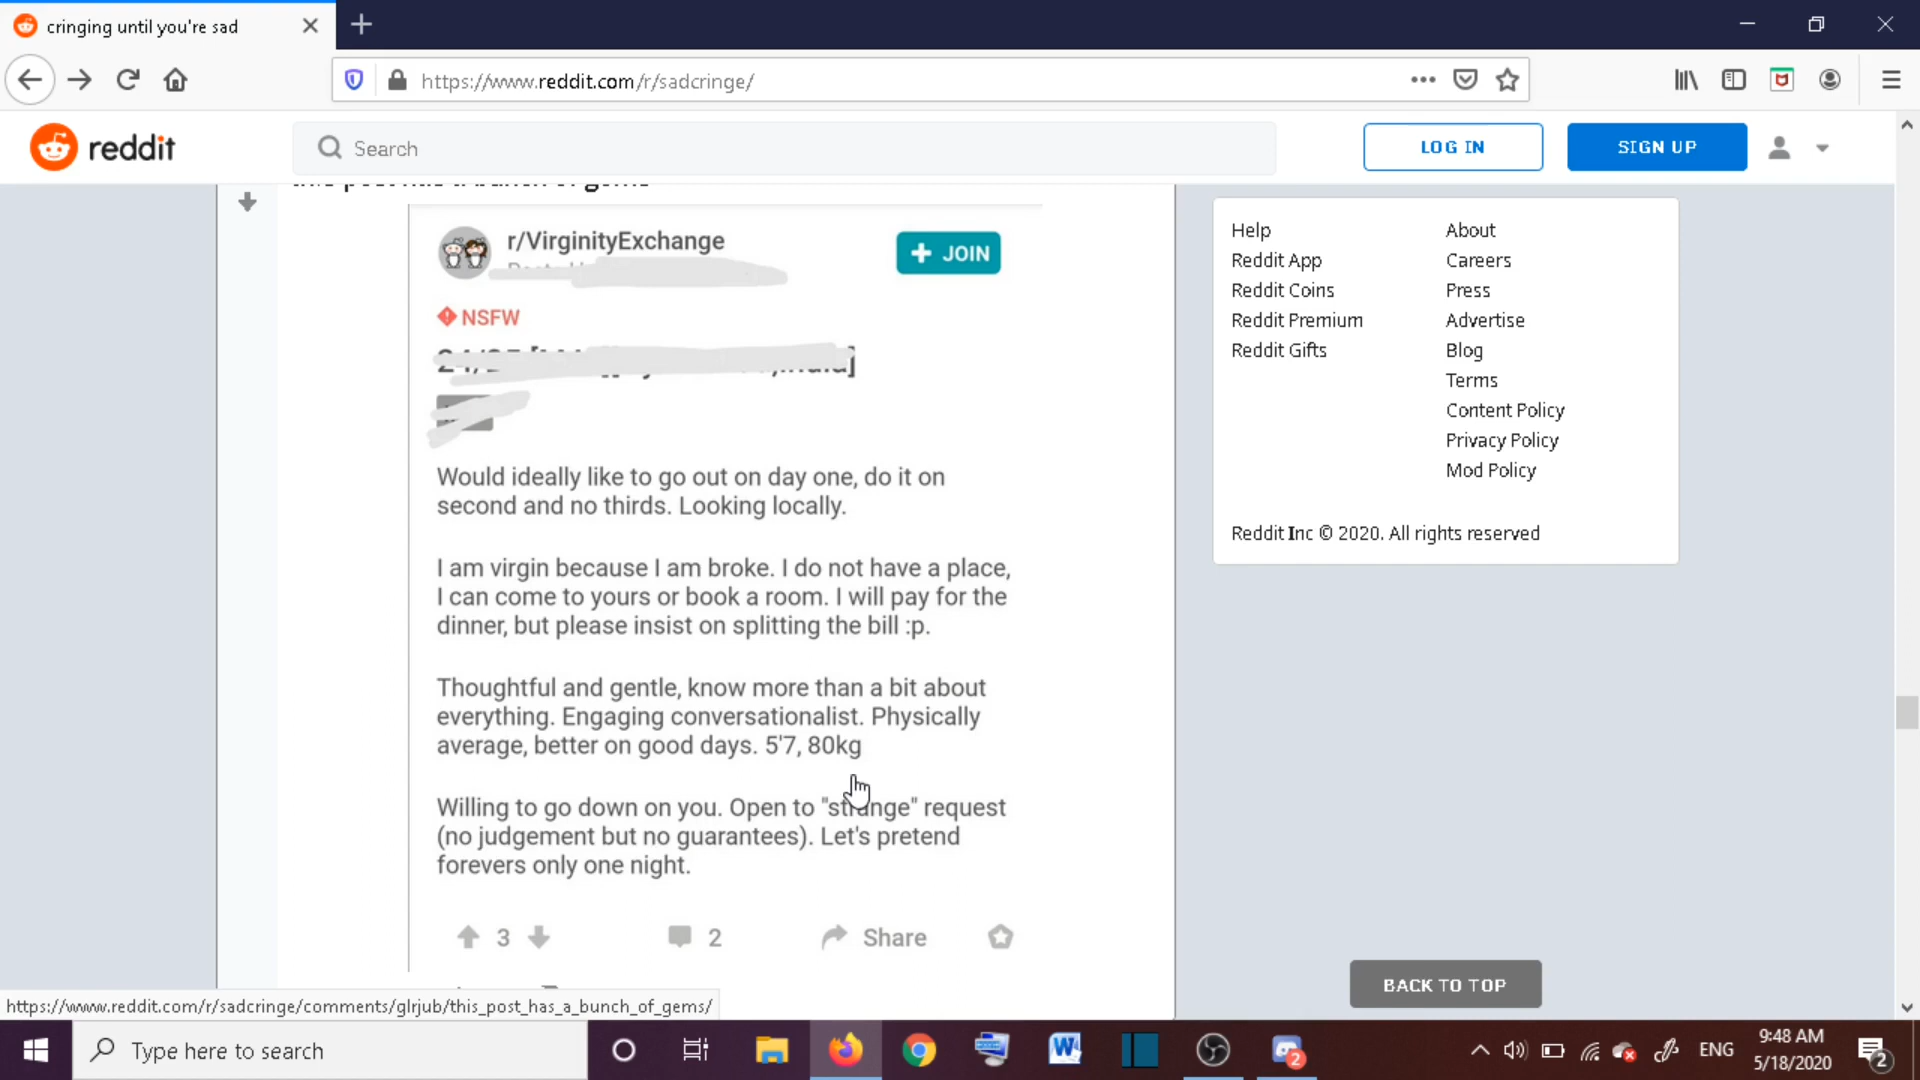 cringing until you're sad
https://www.reddit.com/r/sadcringe/
reddit
Search
LOG IN
SIGN UP
this post has a bunch of gems
r/VirginityExchange
JOIN
NSFW
Would ideally like to go out on day one, do it on
second and no thirds. Looking locally.
I am virgin because I am broke. I do not have a place,
I can come to yours or book a room. I will pay for the
dinner, but please insist on splitting the bill :p.
Thoughtful and gentle, know more than a bit about
everything. Engaging conversationalist. Physically
average, better on good days. 5'7, 80kg
Willing to go down on you. Open to "strange" request
(no judgement but no guarantees). Let's pretend
forevers only one night.
3
2
Share
Help
About
Reddit App
Careers
Reddit Coins
Press
Reddit Premium
Advertise
Reddit Gifts
Blog
Terms
Content Policy
Privacy Policy
Mod Policy
Reddit Inc © 2020. All rights reserved
BACK TO TOP
https://www.reddit.com/r/sadcringe/comments/glrjub/this_post_has_a_bunch_of_gems/
Type here to search
2
ENG
9:48 AM
5/18/2020
2